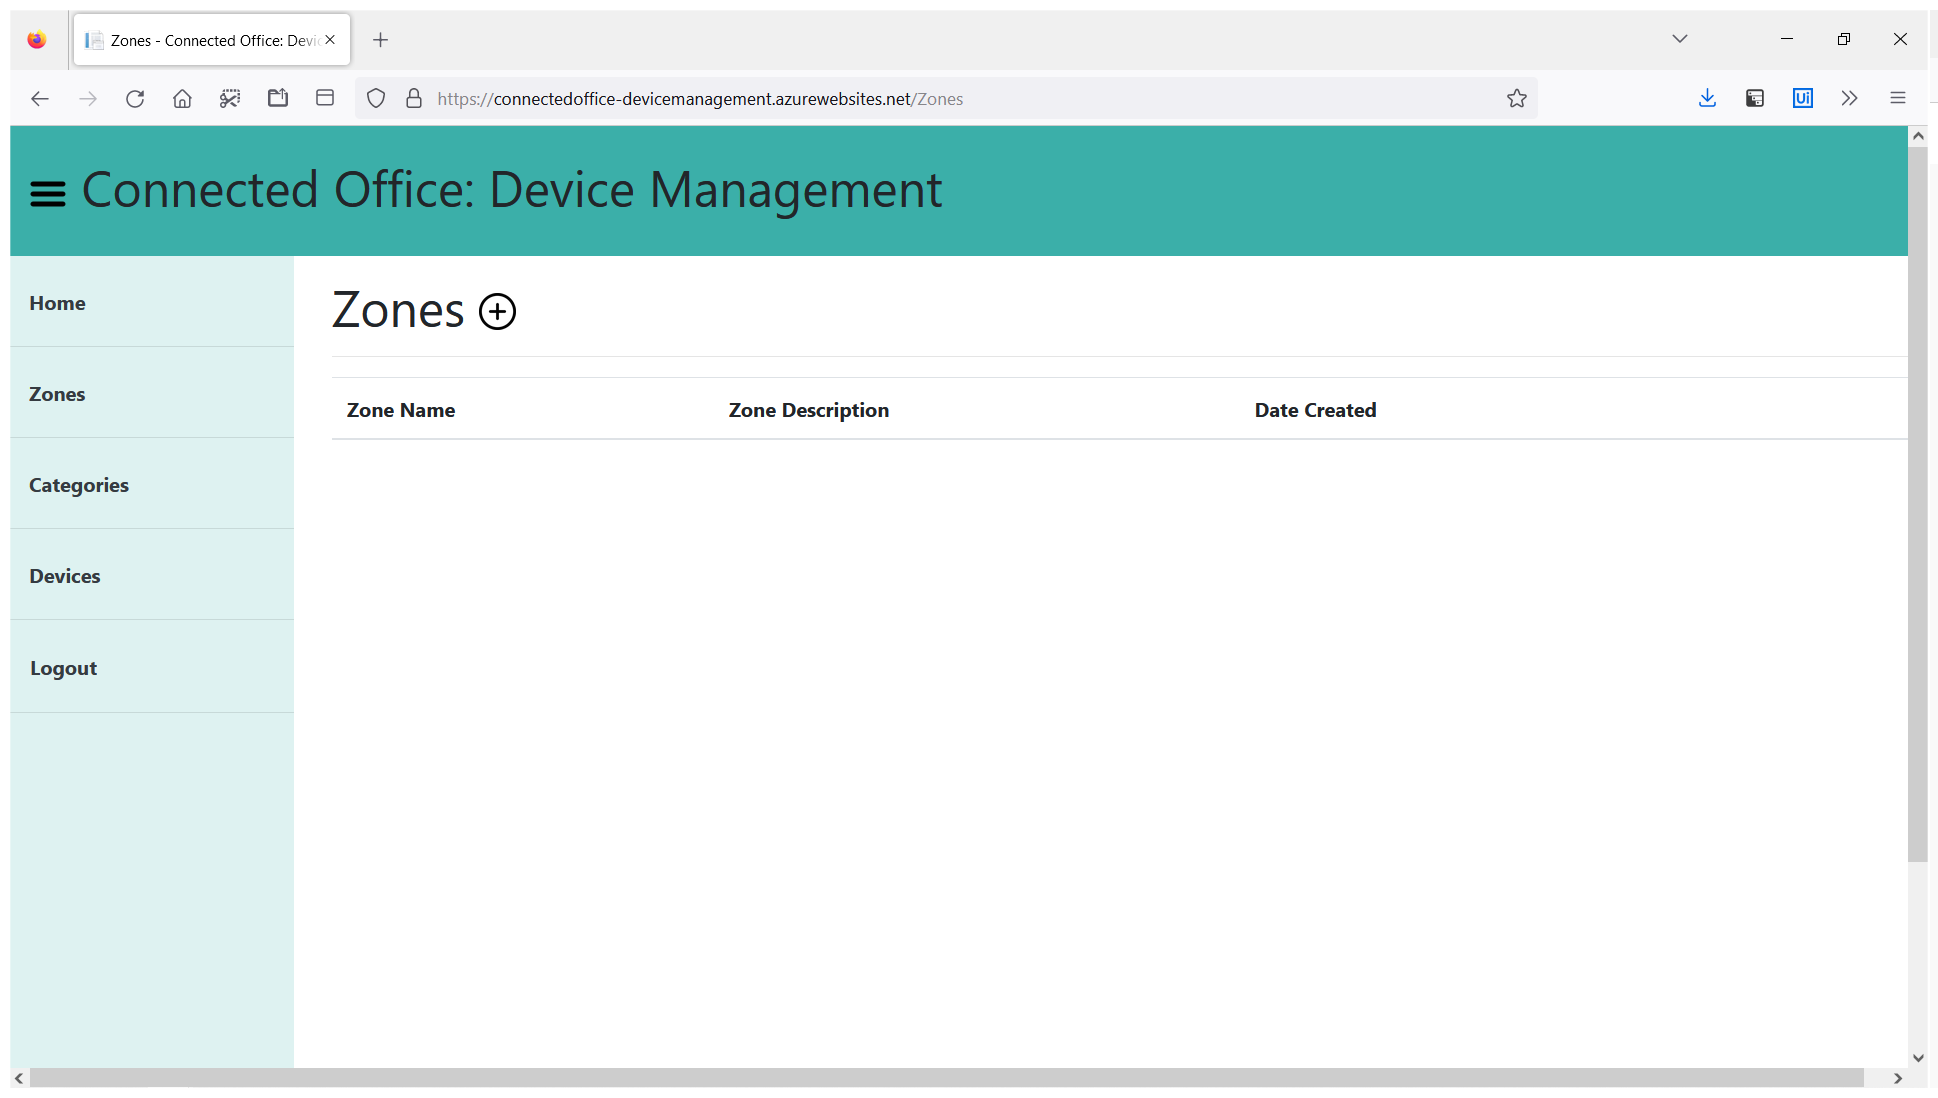 Zones - Connected Office: Devi
https://connectedoffice-devicemanagement.azurewebsites.net/Zones
Ui
Connected Office: Device Management
Home
Zones
Categories
Devices
Logout
Zones
Zone Name Zone Description Date Created